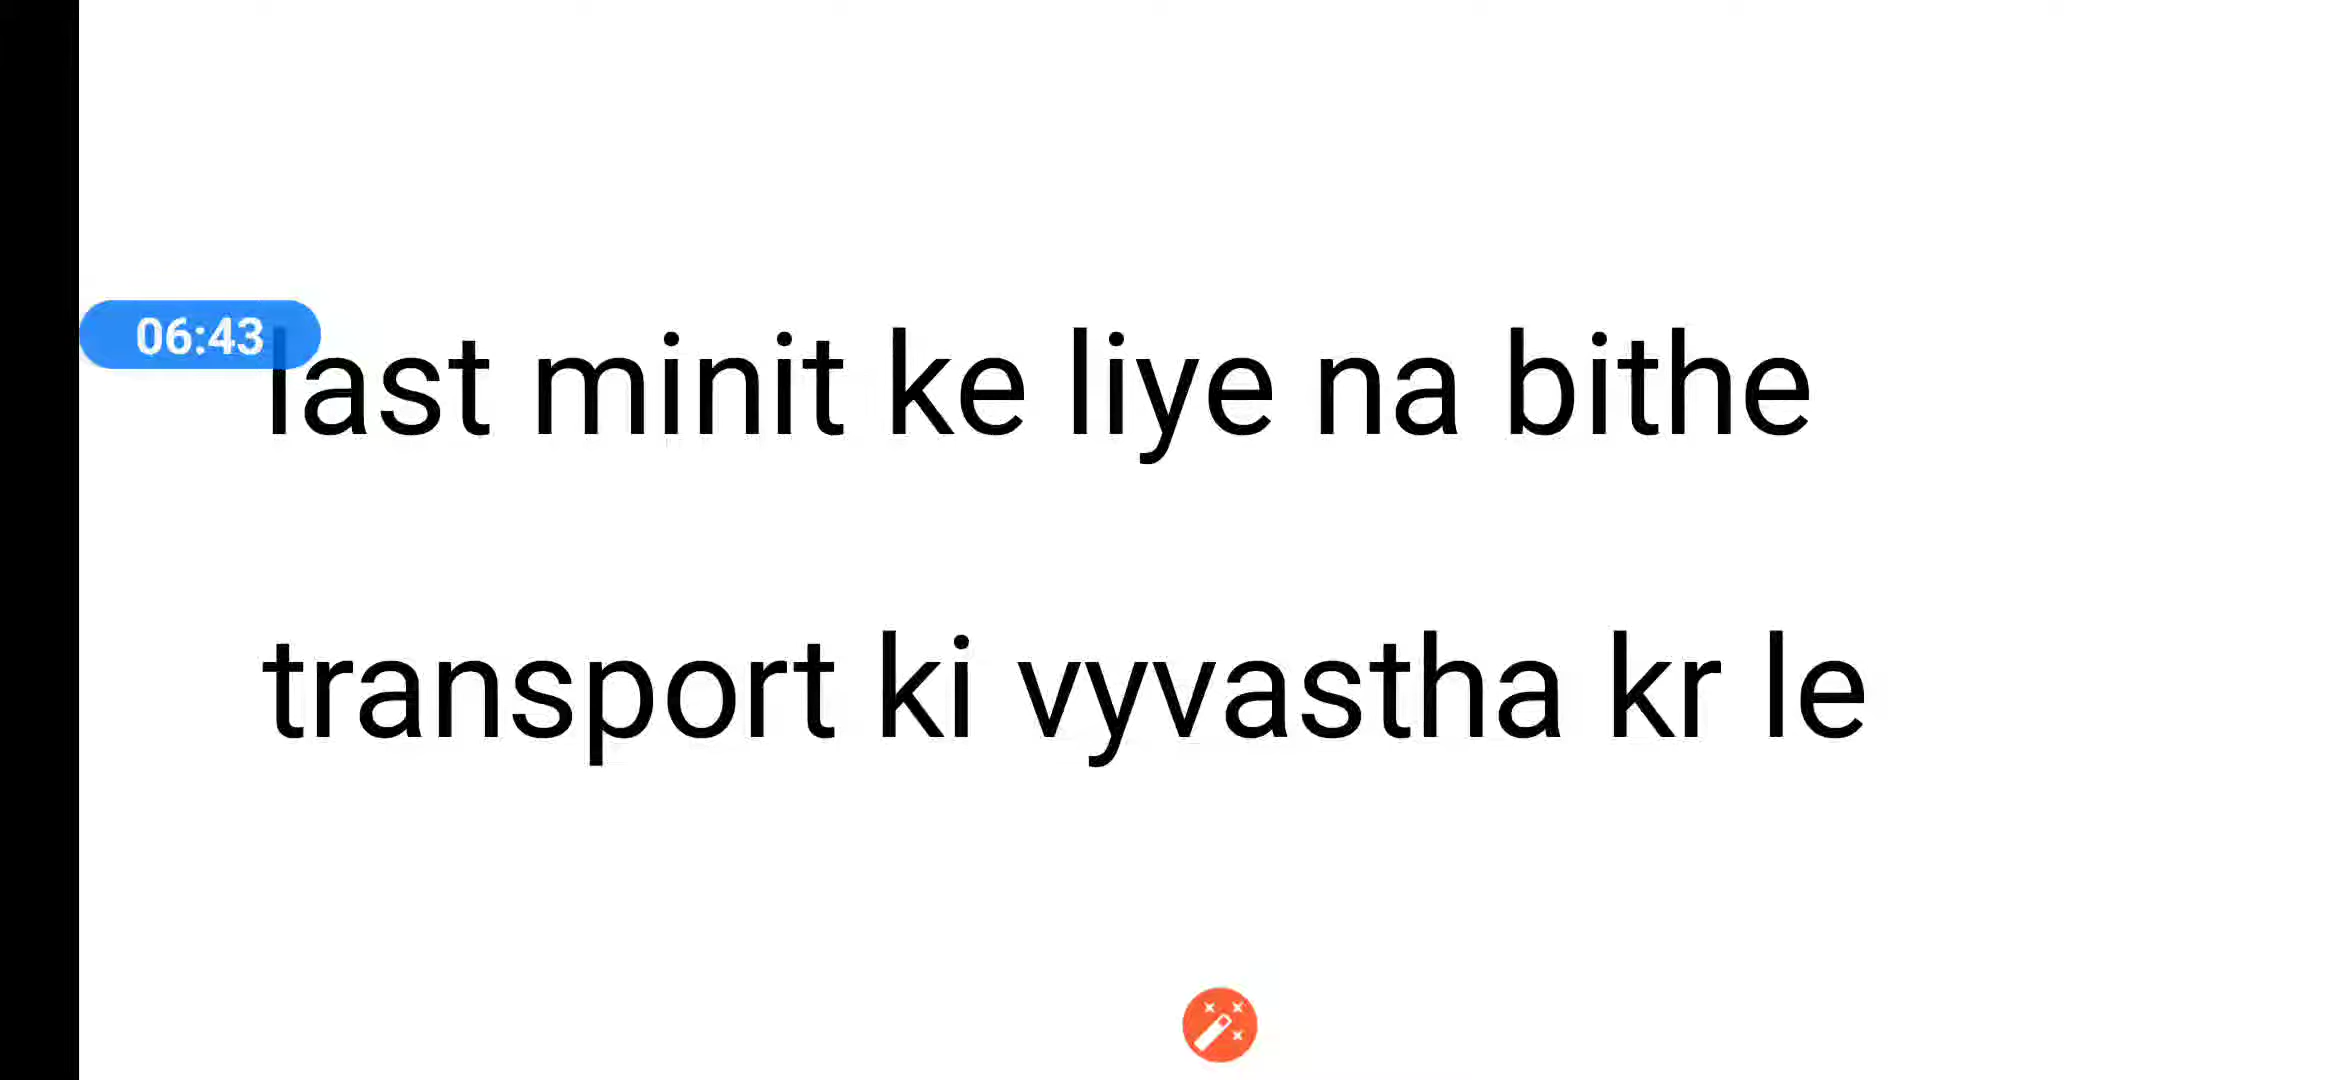 06:43
last minit ke liye na bithe
transport ki vyvastha kr le